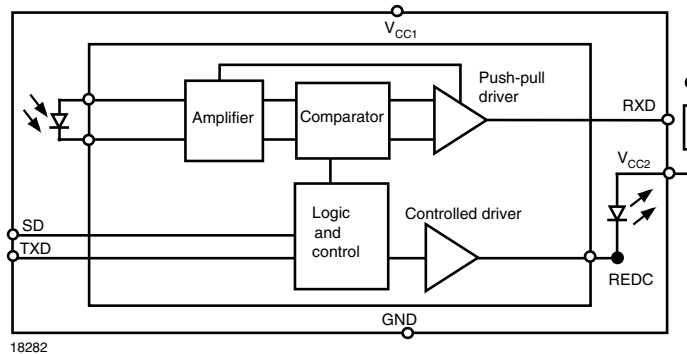 VCC1
Push-pull
driver
Amplifier
Comparator
RXD
VCC2
Logic
and
control
Controlled driver
SD
TXD
REDC
GND
18282